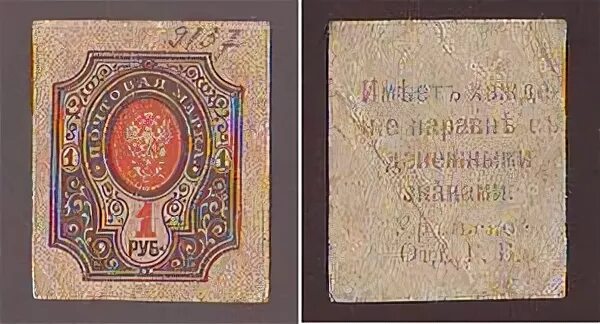 ПОЧТОВАЯ МАРКА.
1 1
1
РУБ.
Имѣетъ хожде
ніе наравнѣ съ
денежными
знаками.